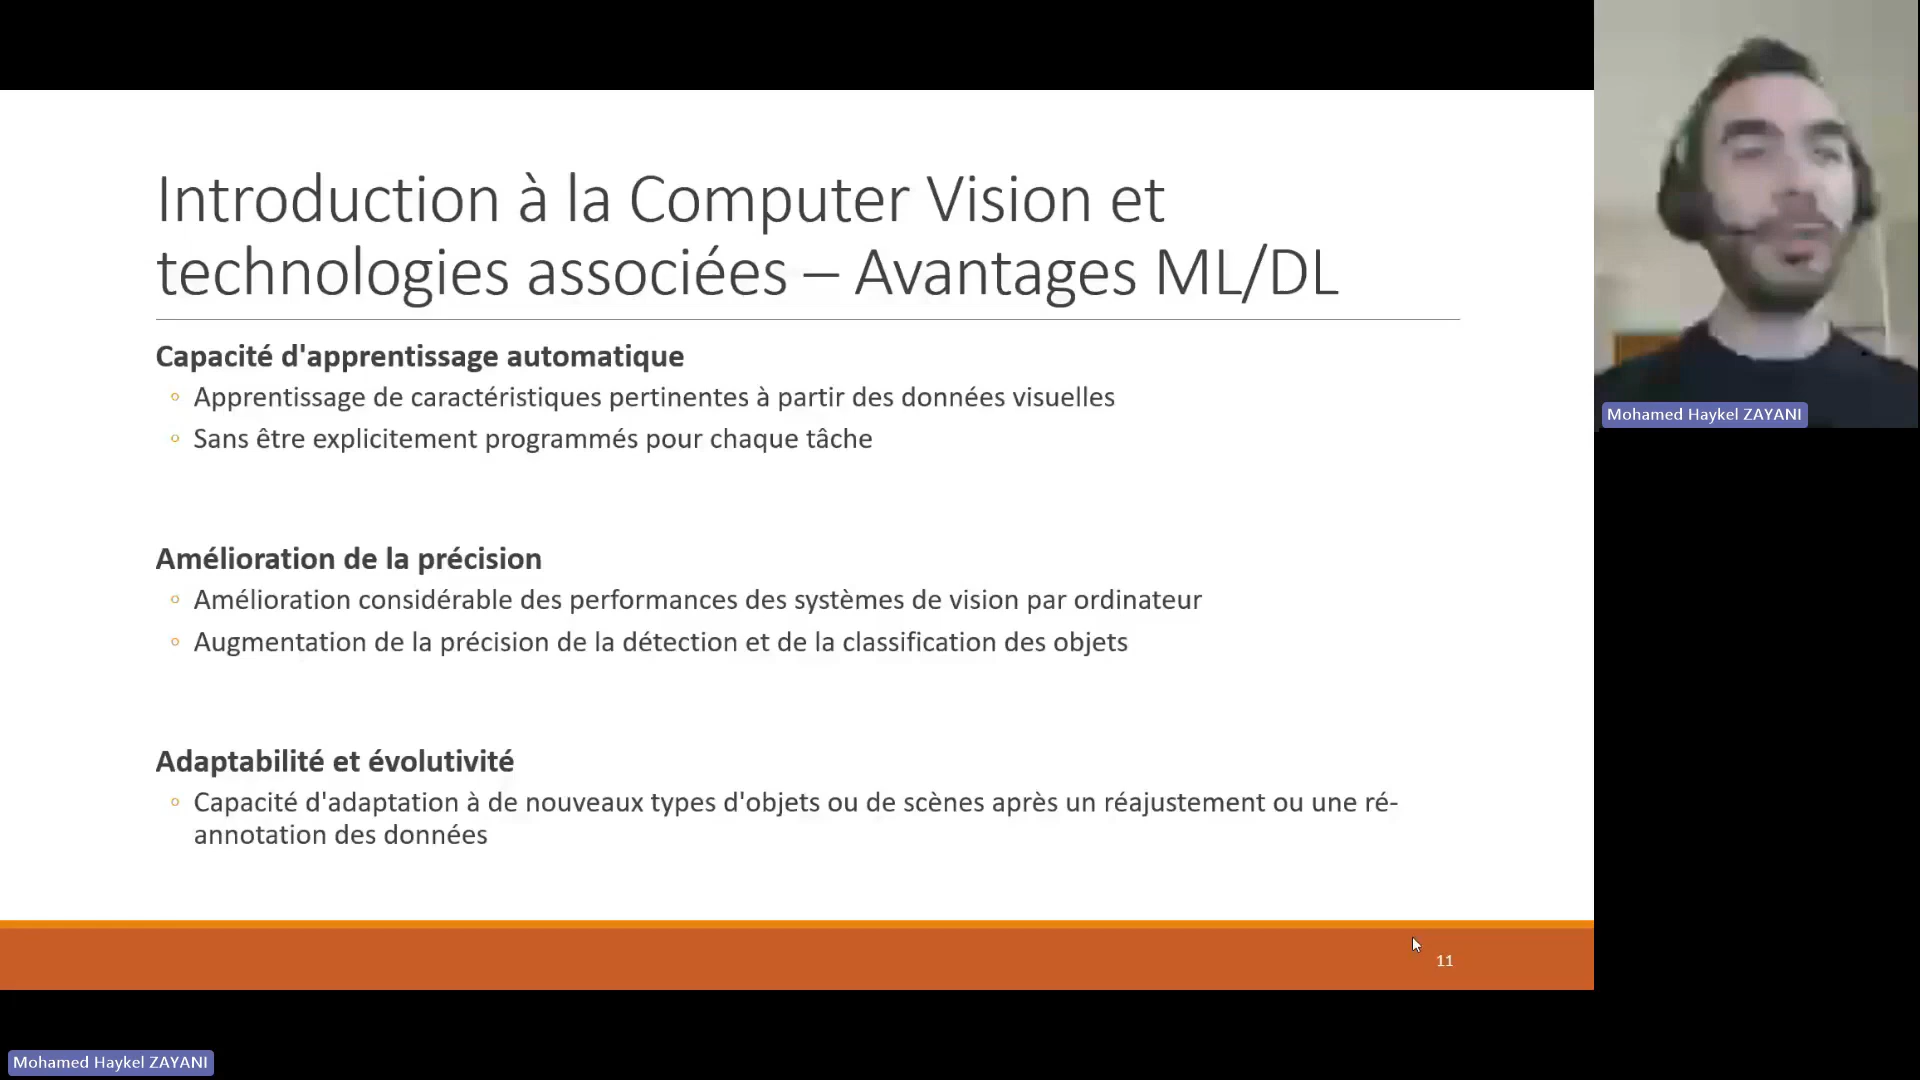 Introduction à la Computer Vision et
technologies associées – Avantages ML/DL
Capacité d'apprentissage automatique
◦ Apprentissage de caractéristiques pertinentes à partir des données visuelles
◦ Sans être explicitement programmés pour chaque tâche
Amélioration de la précision
◦ Amélioration considérable des performances des systèmes de vision par ordinateur
◦ Augmentation de la précision de la détection et de la classification des objets
Adaptabilité et évolutivité
◦ Capacité d'adaptation à de nouveaux types d'objets ou de scènes après un réajustement ou une ré-
annotation des données
11
Mohamed Haykel ZAYANI
Mohamed Haykel ZAYANI